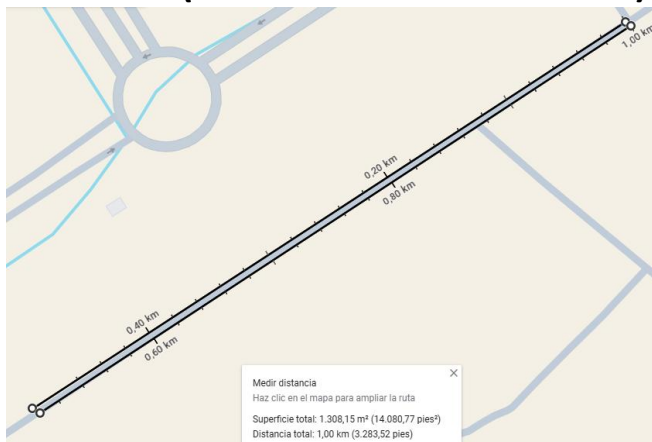 1,00 km
0,20 km
0,80 km
0,40 km
0,60 km
Medir distancia
Haz clic en el mapa para ampliar la ruta
Superficie total: 1.308,15 m² (14.080,77 pies²)
Distancia total: 1,00 km (3.283,52 pies)